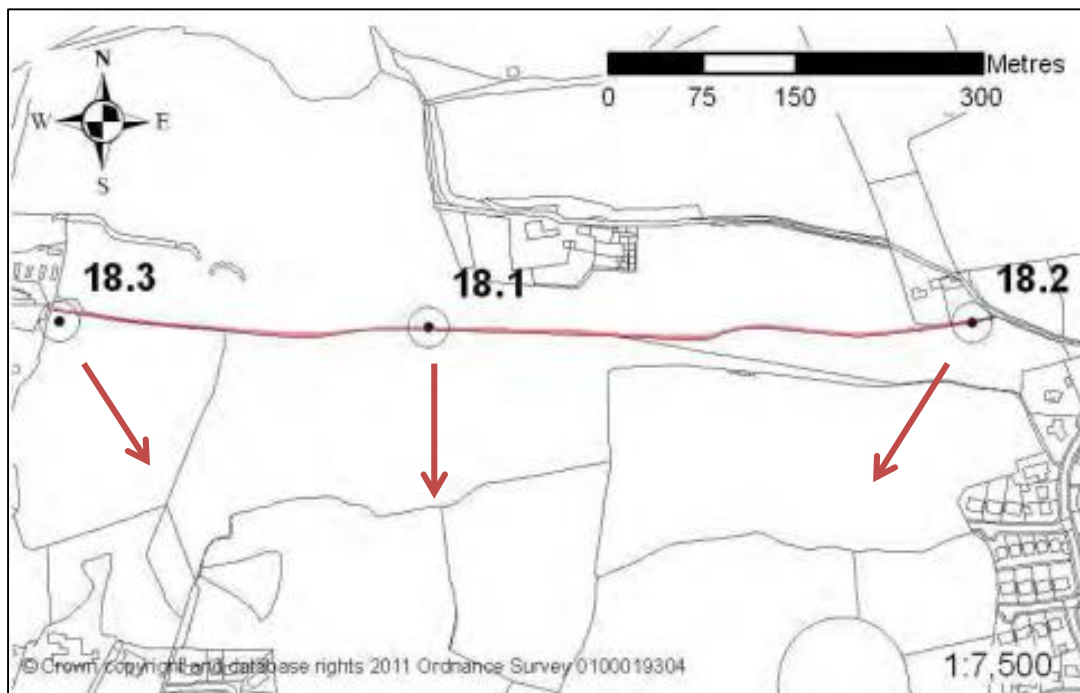 N
W E
S
Metres
0 75 150 300
18.3
18.1
18.2
© Crown copyright and database rights 2011 Ordnance Survey 0100019304
1:7,500